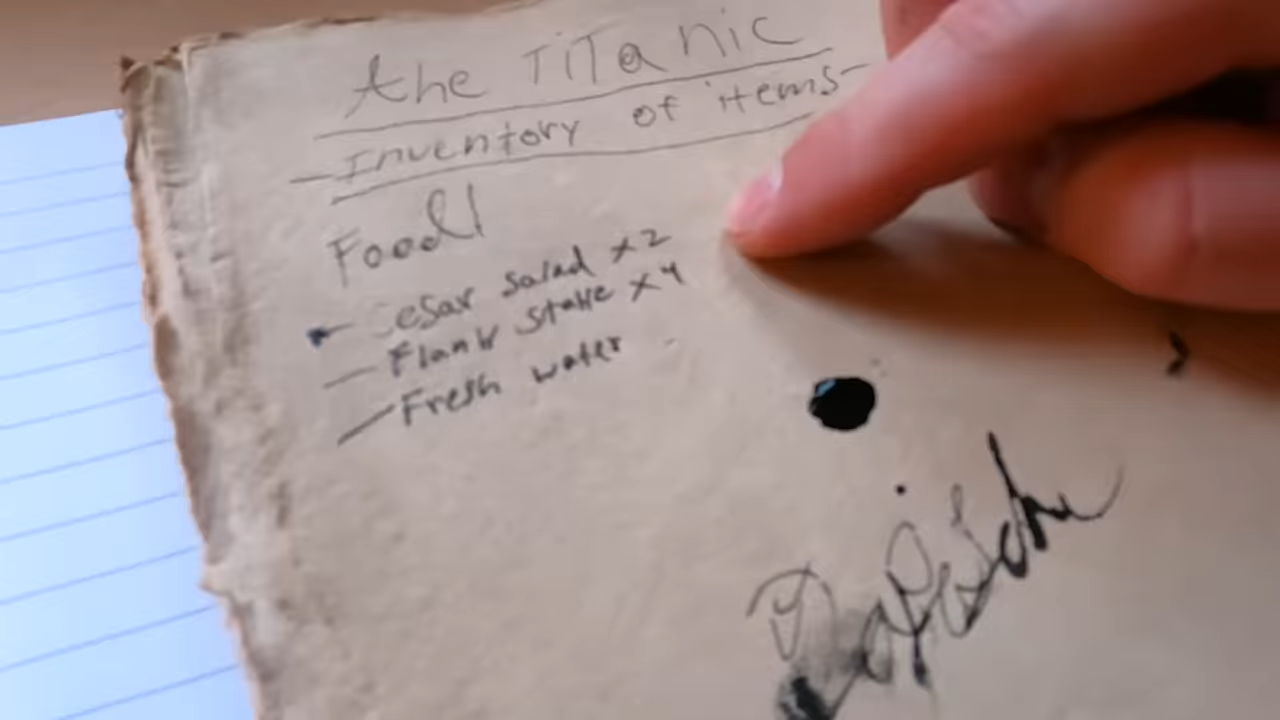 the TiTanic
Inventory of items
Food
Cesar Salad x2
Flank Stake x4
Fresh water